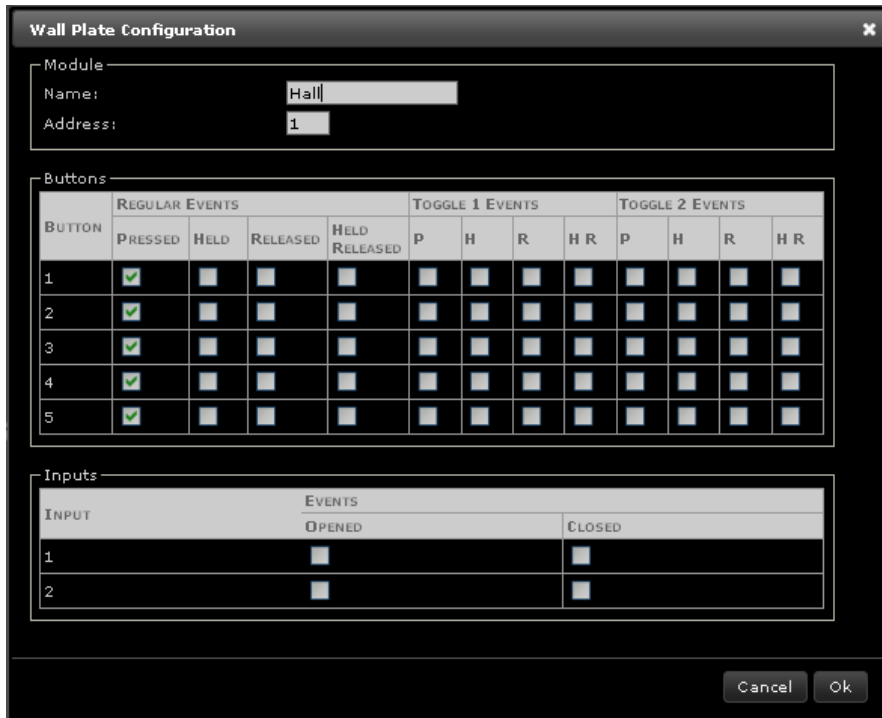 Wall Plate Configuration
Module
Name: Hall
Address: 1
Buttons
BUTTON REGULAR EVENTS TOGGLE 1 EVENTS TOGGLE 2 EVENTS
PRESSED HELD RELEASED HELD RELEASED P H R H R P H R H R
1
2
3
4
5
Inputs
INPUT EVENTS
OPENED CLOSED
1
2
Cancel Ok